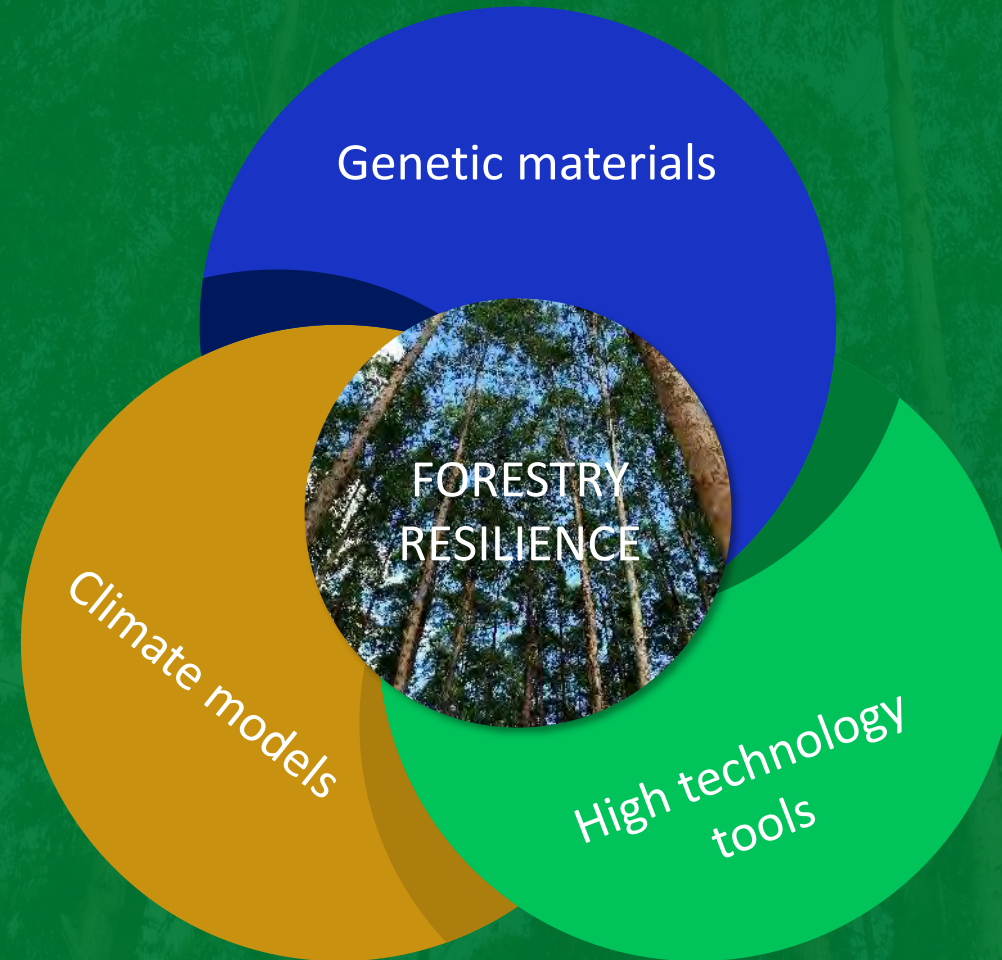 Genetic materials
FORESTRY
RESILIENCE
Climate models
High technology
tools